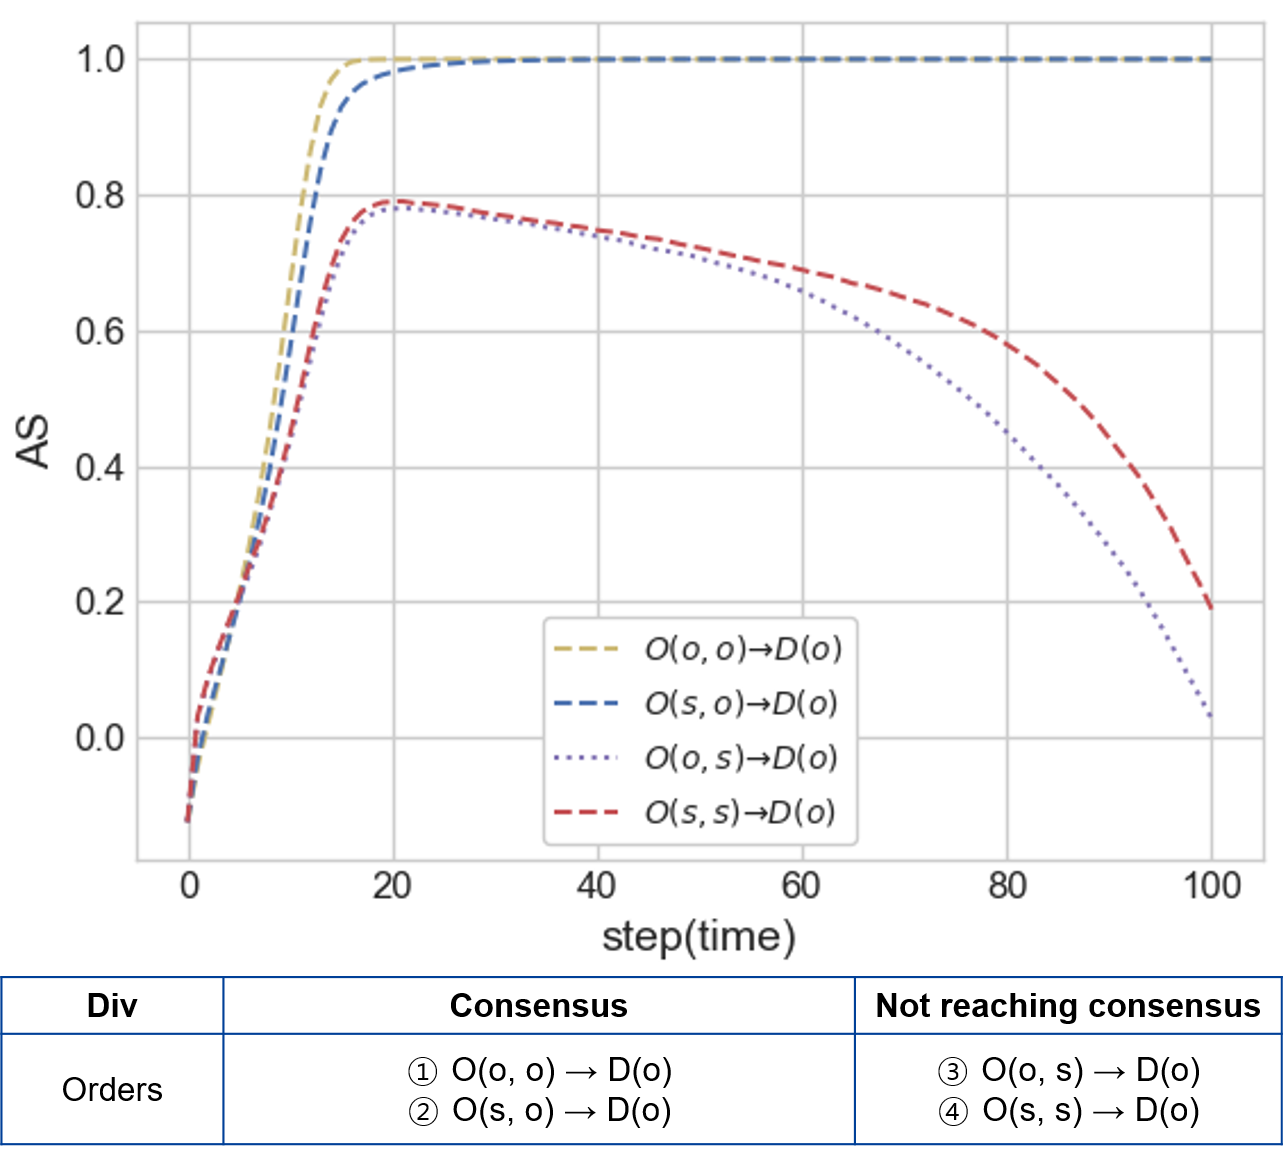 1.0
0.8
0.6
0.4
0.2
0.0
AS
O(o, o)→D(o)
O(s, o)→D(o)
O(o, s)→D(o)
O(s, s)→D(o)
0 20 40 60 80 100
step(time)
Div Consensus Not reaching consensus
Orders
① O(o, o) → D(o)
② O(s, o) → D(o)
③ O(o, s) → D(o)
④ O(s, s) → D(o)